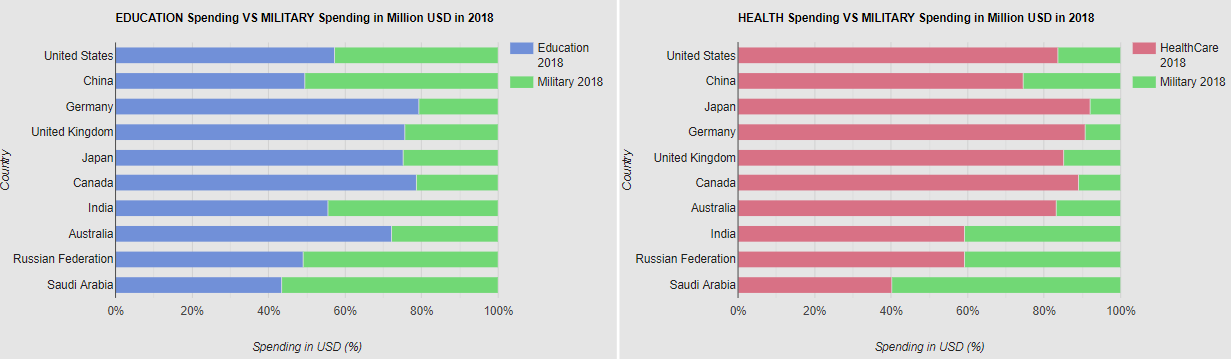 EDUCATION Spending VS MILITARY Spending in Million USD in 2018
United States
China
Germany
United Kingdom
Japan
Canada
India
Australia
Russian Federation
Saudi Arabia
Country
0% 20% 40% 60% 80% 100%
Spending in USD (%)
Education
2018
Military 2018
HEALTH Spending VS MILITARY Spending in Million USD in 2018
United States
China
Japan
Germany
United Kingdom
Canada
Australia
India
Russian Federation
Saudi Arabia
Country
0% 20% 40% 60% 80% 100%
Spending in USD (%)
HealthCare
2018
Military 2018